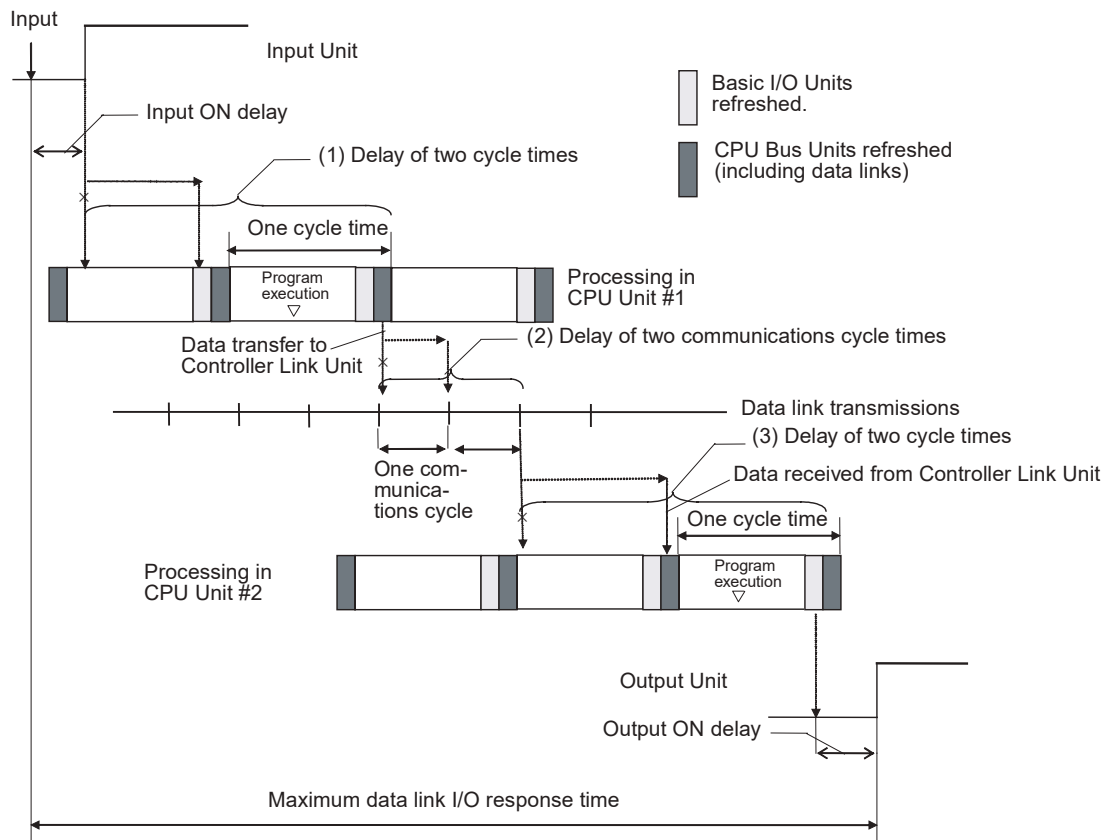 Input
Input Unit
Basic I/O Units
refreshed.
Input ON delay
CPU Bus Units refreshed
(including data links)
(1) Delay of two cycle times
One cycle time
Program
execution
Processing in
CPU Unit #1
Data transfer to
Controller Link Unit
(2) Delay of two communications cycle times
Data link transmissions
(3) Delay of two cycle times
One com-
munica-
tions cycle
Data received from Controller Link Unit
One cycle time
Processing in
CPU Unit #2
Program
execution
Output Unit
Output ON delay
Maximum data link I/O response time